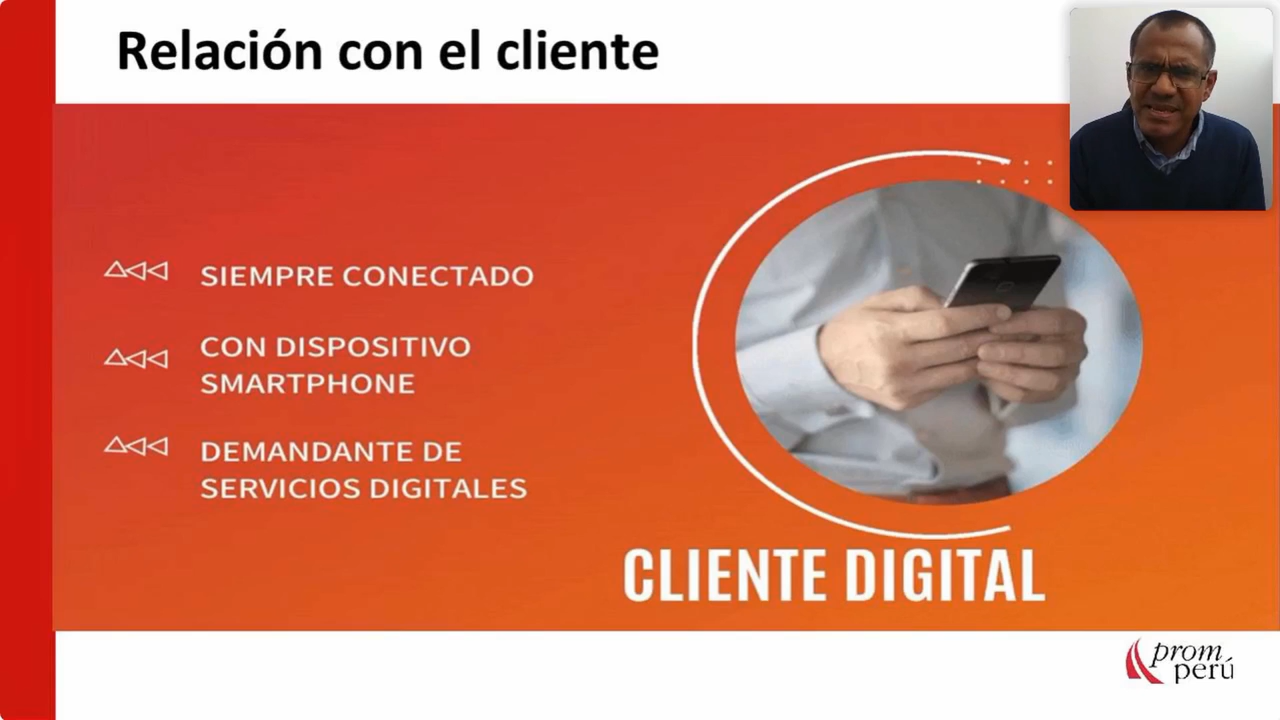 Relación con el cliente
SIEMPRE CONECTADO
CON DISPOSITIVO
SMARTPHONE
DEMANDANTE DE
SERVICIOS DIGITALES
CLIENTE DIGITAL
prom
perú